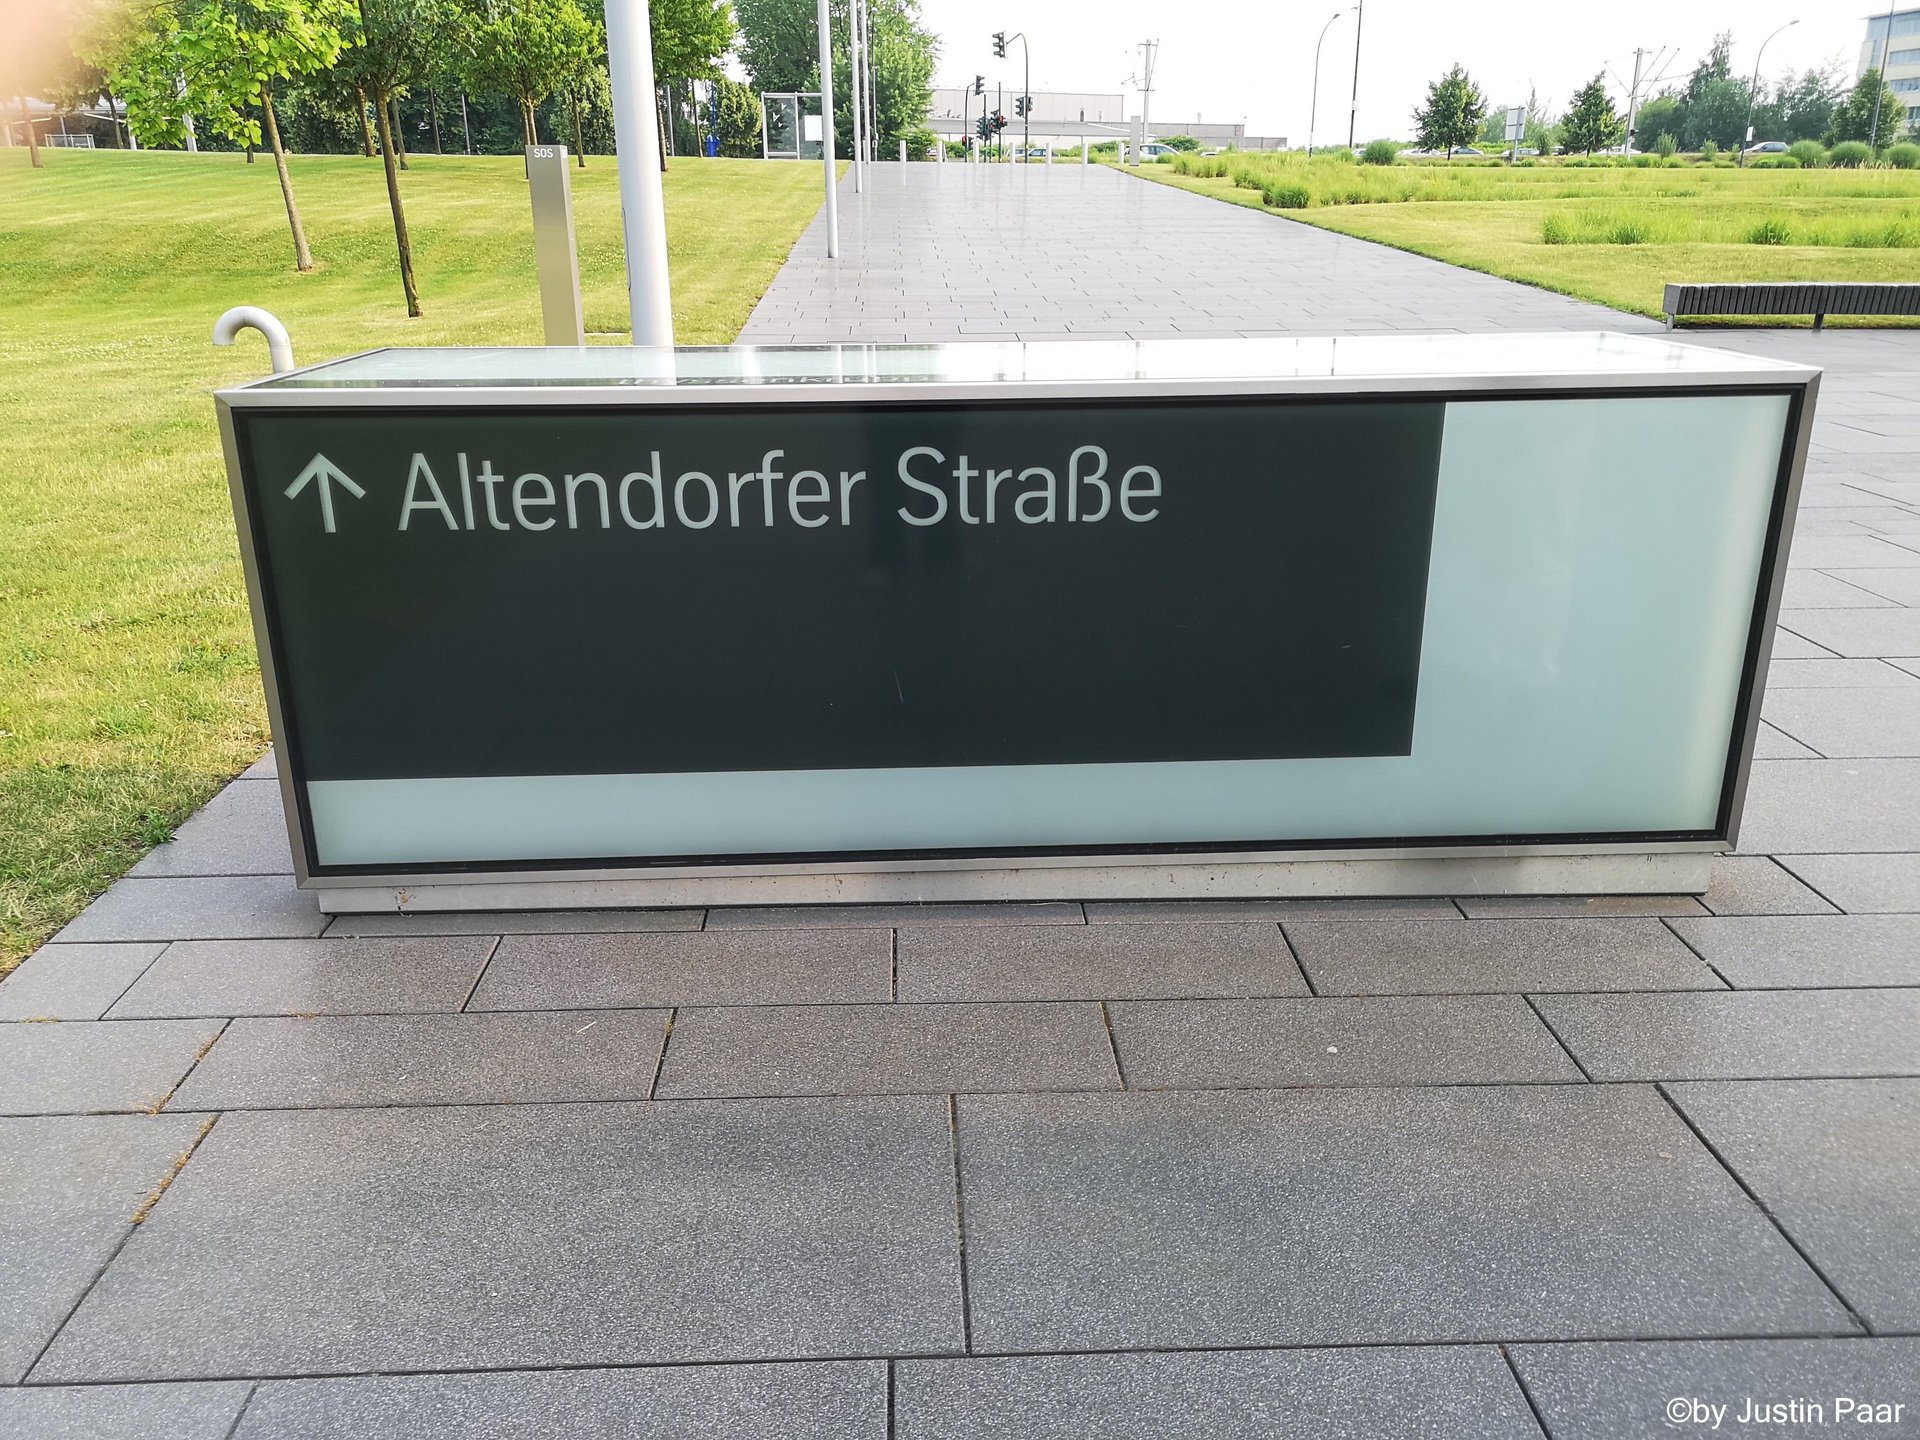 SOS
↑ Altendorfer Straße
©by Justin Paar